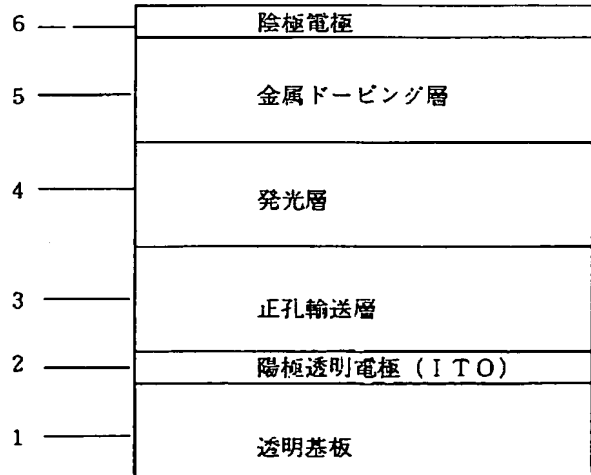 6 陰極電極
5 金属ドーピング層
4 発光層
3 正孔輸送層
2 陽極透明電極(ITO)
1 透明基板